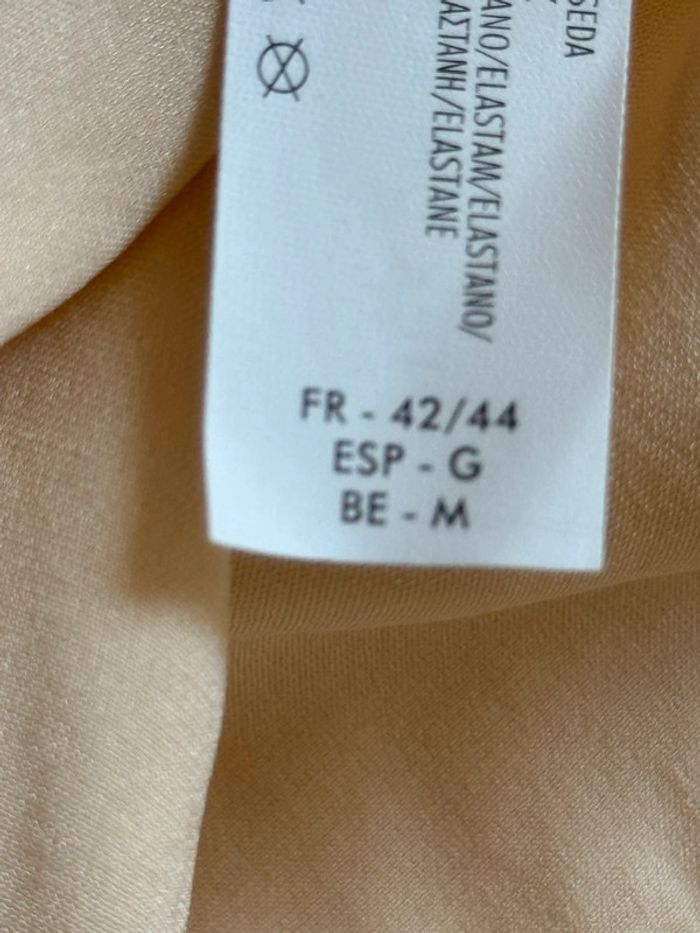 SEDA
ANO/ELASTAM/ELASTANO/
ΑΣΤΑΝΗ/ELASTANE
FR - 42/44
ESP - G
BE - M